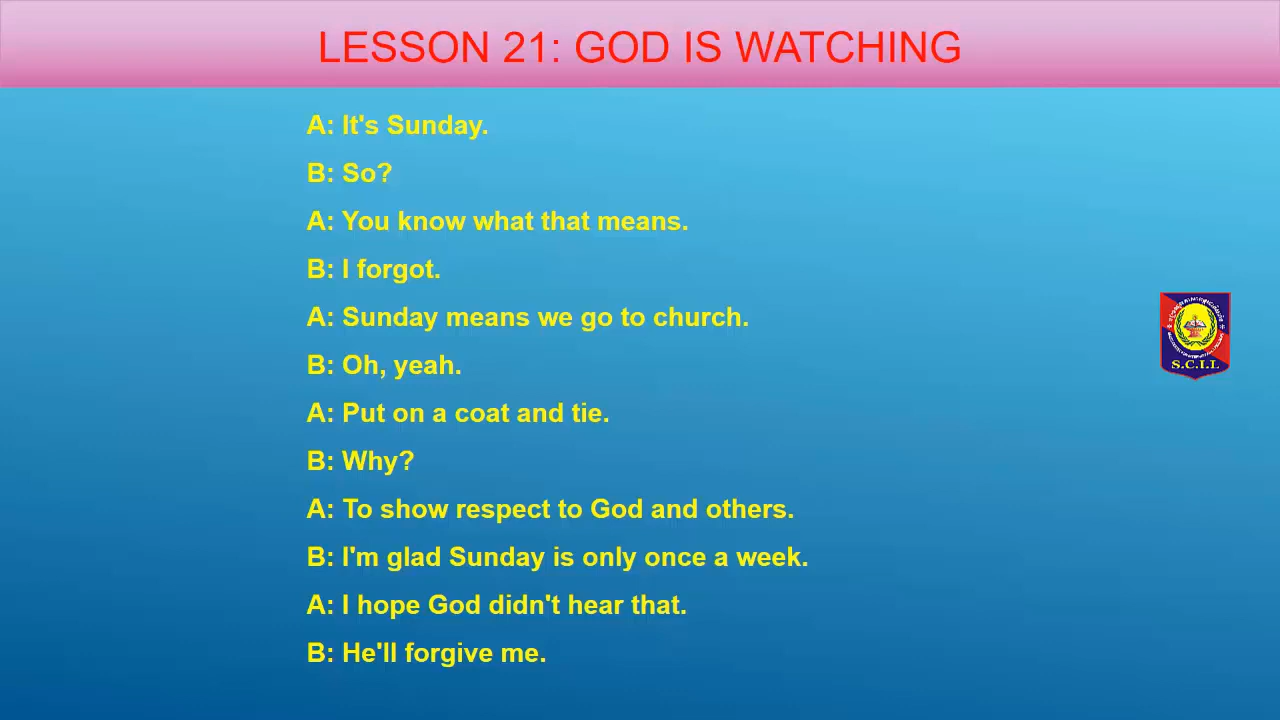 LESSON 21: GOD IS WATCHING
A: It's Sunday.
B: So?
A: You know what that means.
B: I forgot.
A: Sunday means we go to church.
B: Oh, yeah.
A: Put on a coat and tie.
B: Why?
A: To show respect to God and others.
B: I'm glad Sunday is only once a week.
A: I hope God didn't hear that.
B: He'll forgive me.
S.C.I.L